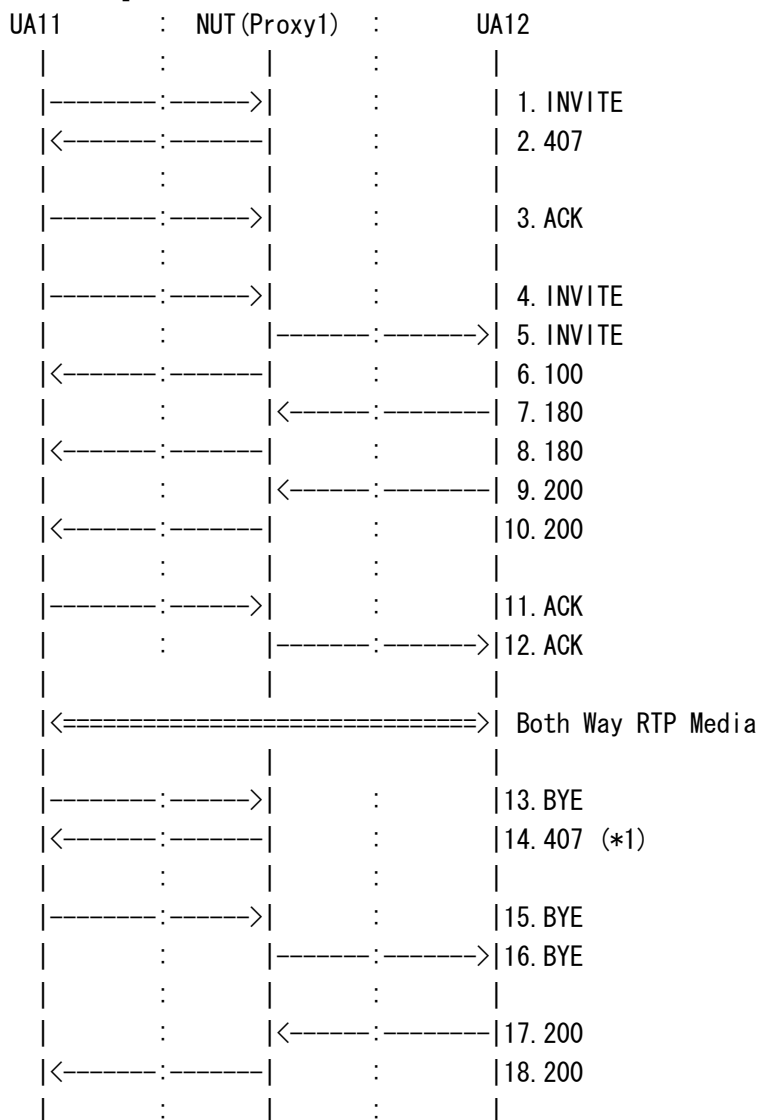 UA11 : NUT(Proxy1) : UA12
| : | : |
|--------:------>| : | 1. INVITE
|<-------:-------| : | 2. 407
| : | : |
|--------:------>| : | 3. ACK
| : | : |
|--------:------>| : | 4. INVITE
| : |-------:------->| 5. INVITE
|<-------:-------| : | 6. 100
| : |<------:--------| 7. 180
|<-------:-------| : | 8. 180
| : |<------:--------| 9. 200
|<-------:-------| : |10. 200
| : | : |
|--------:------>| : |11. ACK
| : |-------:------->|12. ACK
| | |
|<===============================>| Both Way RTP Media
| | |
|--------:------>| : |13. BYE
|<-------:-------| : |14. 407 (*1)
| : | : |
|--------:------>| : |15. BYE
| : |-------:------->|16. BYE
| : | : |
| : |<------:--------|17. 200
|<-------:-------| : |18. 200
| : | : |